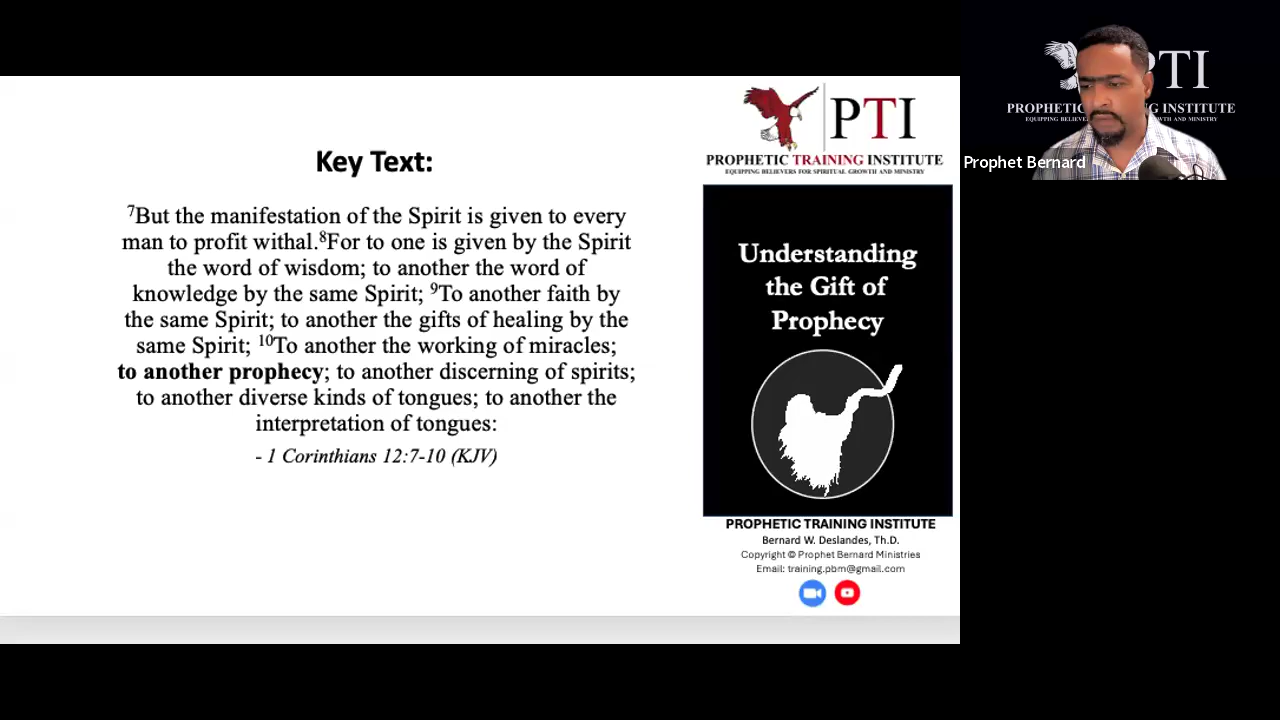 Key Text:
⁷But the manifestation of the Spirit is given to every
man to profit withal.⁸For to one is given by the Spirit
the word of wisdom; to another the word of
knowledge by the same Spirit; ⁹To another faith by
the same Spirit; to another the gifts of healing by the
same Spirit; ¹⁰To another the working of miracles;
to another prophecy; to another discerning of spirits;
to another diverse kinds of tongues; to another the
interpretation of tongues:
- 1 Corinthians 12:7-10 (KJV)
PTI
PROPHETIC TRAINING INSTITUTE
EQUIPPING BELIEVERS FOR SPIRITUAL GROWTH AND MINISTRY
Understanding
the Gift of
Prophecy
PROPHETIC TRAINING INSTITUTE
Bernard W. Deslandes, Th.D.
Copyright © Prophet Bernard Ministries
Email: training.pbm@gmail.com
PTI
PROPHETIC INSTITUTE
EQUIPPING AND MINISTRY
Prophet Bernard